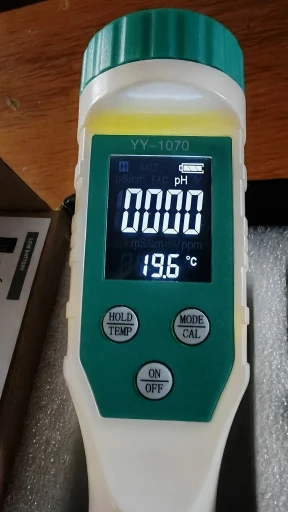 YY-1070
pH
0000
19.6 °C
HOLD
TEMP
MODE
CAL
ON
OFF